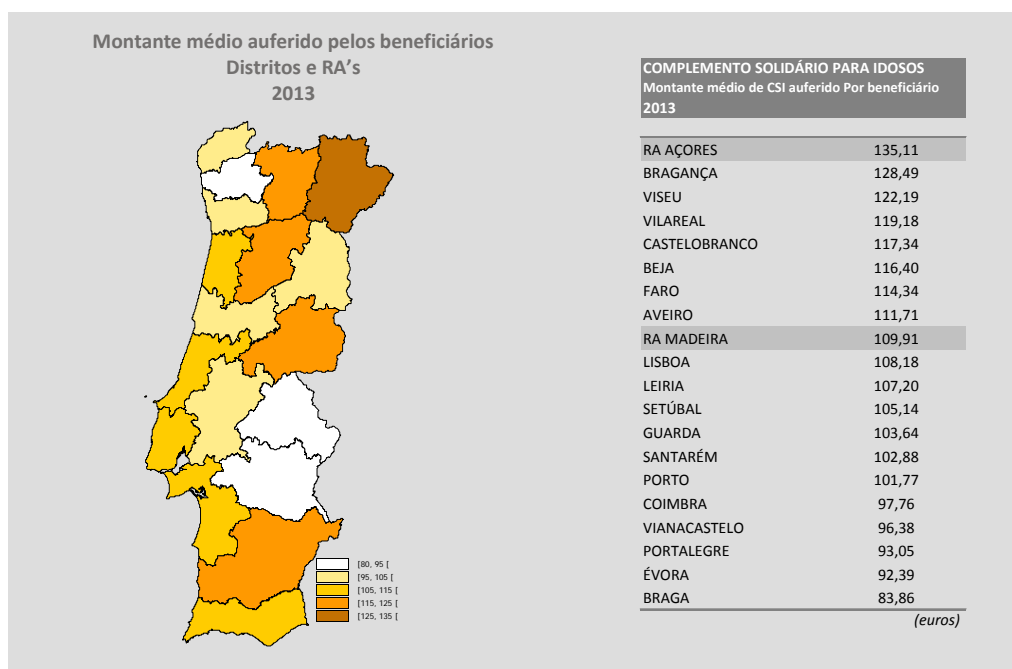 Montante médio auferido pelos beneficiários
Distritos e RA's
2013
[80, 95 [
[95, 105 [
[105, 115 [
[115, 125 [
[125, 135 [
COMPLEMENTO SOLIDÁRIO PARA IDOSOS
Montante médio de CSI auferido Por beneficiário
2013
RA AÇORES 135,11
BRAGANÇA 128,49
VISEU 122,19
VILAREAL 119,18
CASTELOBRANCO 117,34
BEJA 116,40
FARO 114,34
AVEIRO 111,71
RA MADEIRA 109,91
LISBOA 108,18
LEIRIA 107,20
SETÚBAL 105,14
GUARDA 103,64
SANTARÉM 102,88
PORTO 101,77
COIMBRA 97,76
VIANACASTELO 96,38
PORTALEGRE 93,05
ÉVORA 92,39
BRAGA 83,86
(euros)